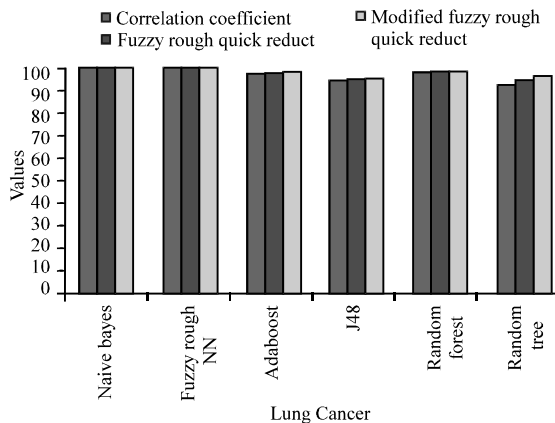 Correlation coefficient
Fuzzy rough quick reduct
Modified fuzzy rough
quick reduct
Values
100
90
80
70
60
50
40
30
20
10
0
Naive bayes
Fuzzy rough
NN
Adaboost
J48
Random
forest
Random
tree
Lung Cancer